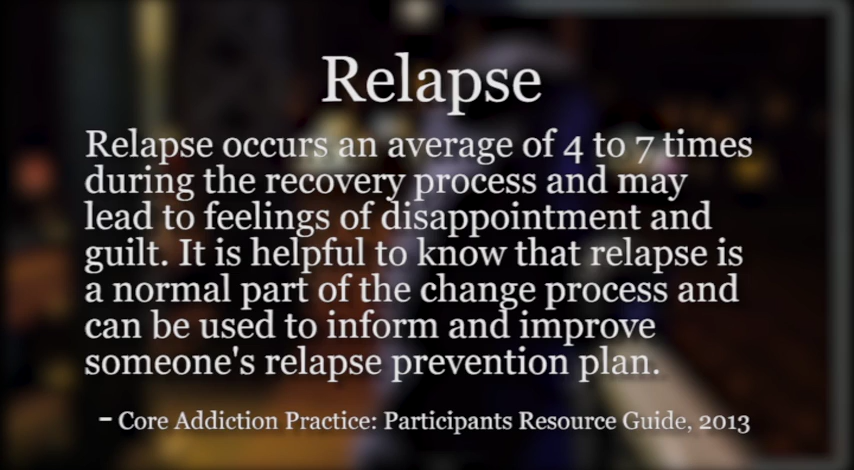 Relapse
Relapse occurs an average of 4 to 7 times
during the recovery process and may
lead to feelings of disappointment and
guilt. It is helpful to know that relapse is
a normal part of the change process and
can be used to inform and improve
someone's relapse prevention plan.
- Core Addiction Practice: Participants Resource Guide, 2013